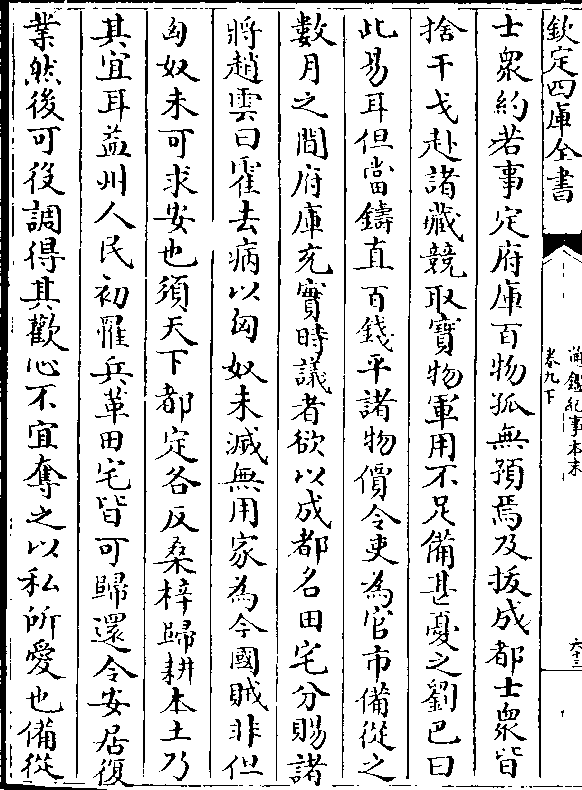 欽定四庫全書
通鑑紀事本末
卷九下
六十三
士衆約若事定府庫百物孤無預焉及拔成都士衆皆
捨干戈赴諸藏競取寶物軍用不足備甚憂之劉巴曰
此易耳但當鑄直百錢平諸物價令吏為官市備從之
數月之間府庫充實時議者欲以成都名田宅分賜諸
將趙雲曰霍去病以匈奴未滅無用家為今國賊非但
匈奴未可求安也須天下都定各反桑梓歸耕本土乃
其宜耳益州人民初罹兵革田宅皆可歸還令安居復
業然後可役調得其歡心不宜奪之以私所愛也備從